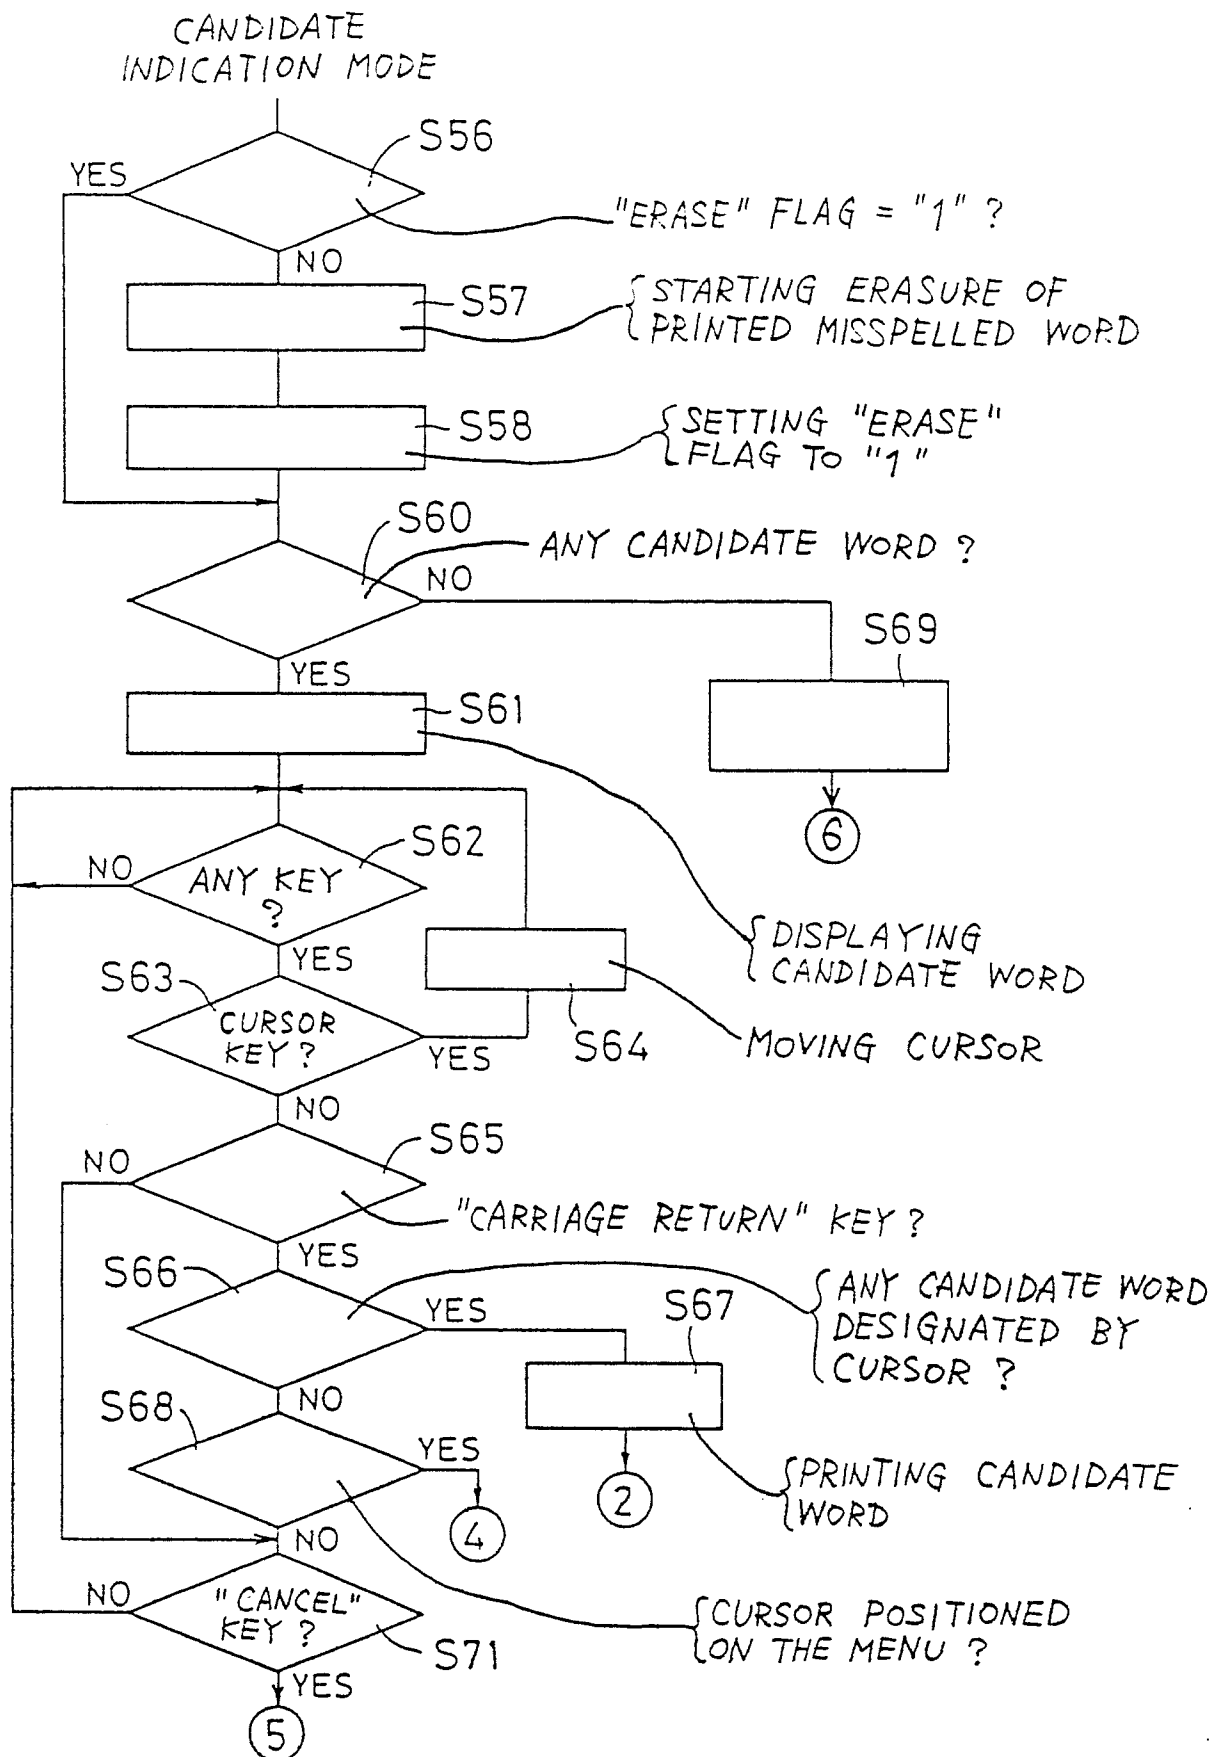 CANDIDATE
INDICATION MODE
S56
YES
"ERASE" FLAG = "1" ?
NO
S57
STARTING ERASURE OF
PRINTED MISSPELLED WORD
S58
SETTING "ERASE"
FLAG TO "1"
S60
ANY CANDIDATE WORD ?
NO
S69
YES
S61
6
S62
NO
ANY KEY
?
DISPLAYING
CANDIDATE WORD
YES
S63
CURSOR
KEY ?
YES
S64
MOVING CURSOR
NO
S65
NO
"CARRIAGE RETURN" KEY ?
YES
S66
YES
S67
ANY CANDIDATE WORD
DESIGNATED BY
CURSOR ?
NO
S68
YES
PRINTING CANDIDATE
WORD
2
4
NO
NO
"CANCEL"
KEY ?
S71
CURSOR POSITIONED
ON THE MENU ?
YES
5